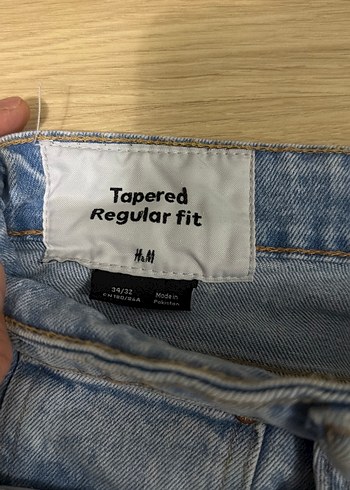 Tapered
Regular fit
H&M
34/32
Made in
Pakistan